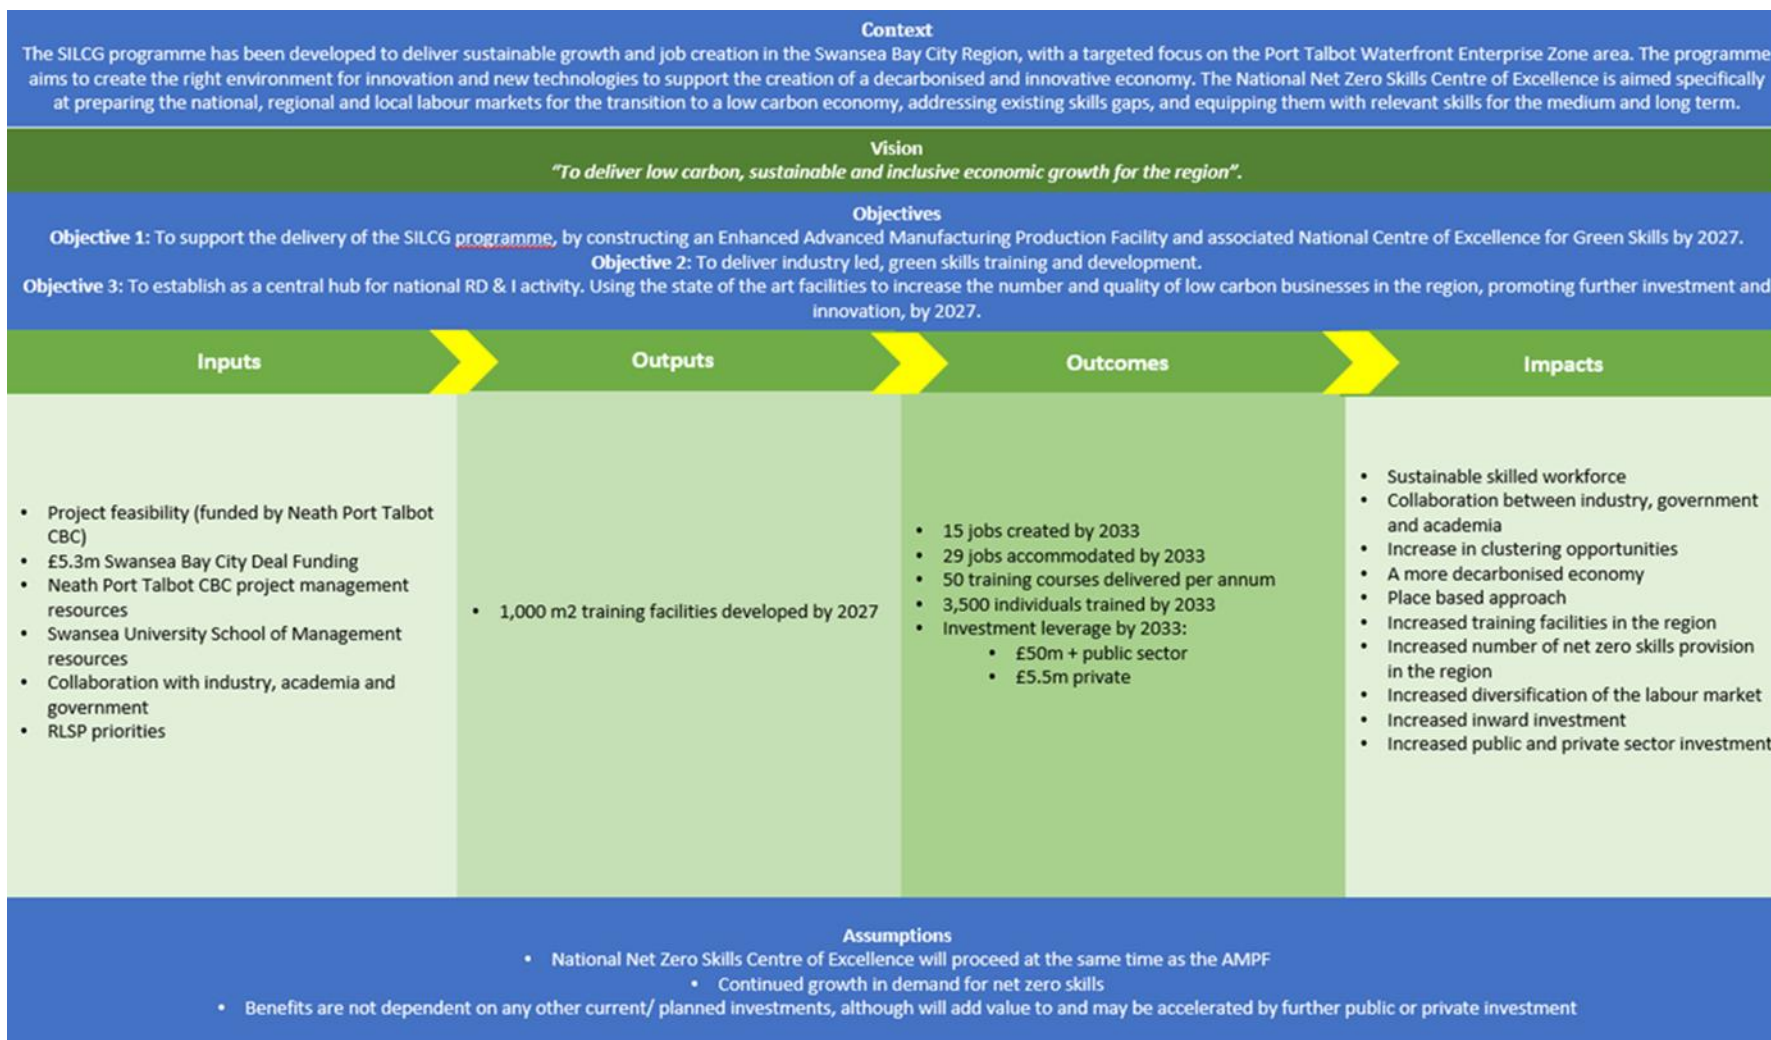 Context
The SILCG programme has been developed to deliver sustainable growth and job creation in the Swansea Bay City Region, with a targeted focus on the Port Talbot Waterfront Enterprise Zone area. The programme
aims to create the right environment for innovation and new technologies to support the creation of a decarbonised and innovative economy. The National Net Zero Skills Centre of Excellence is aimed specifically
at preparing the national, regional and local labour markets for the transition to a low carbon economy, addressing existing skills gaps, and equipping them with relevant skills for the medium and long term.
Vision
“To deliver low carbon, sustainable and inclusive economic growth for the region”.
Objectives
Objective 1: To support the delivery of the SILCG programme, by constructing an Enhanced Advanced Manufacturing Production Facility and associated National Centre of Excellence for Green Skills by 2027.
Objective 2: To deliver industry led, green skills training and development.
Objective 3: To establish as a central hub for national RD & I activity. Using the state of the art facilities to increase the number and quality of low carbon businesses in the region, promoting further investment and
innovation, by 2027.
Inputs
• Project feasibility (funded by Neath Port Talbot
CBC)
• £5.3m Swansea Bay City Deal Funding
• Neath Port Talbot CBC project management
resources
• Swansea University School of Management
resources
• Collaboration with industry, academia and
government
• RLSP priorities
Outputs
• 1,000 m2 training facilities developed by 2027
Outcomes
• 15 jobs created by 2033
• 29 jobs accommodated by 2033
• 50 training courses delivered per annum
• 3,500 individuals trained by 2033
• Investment leverage by 2033:
• £50m + public sector
• £5.5m private
Impacts
• Sustainable skilled workforce
• Collaboration between industry, government
and academia
• Increase in clustering opportunities
• A more decarbonised economy
• Place based approach
• Increased training facilities in the region
• Increased number of net zero skills provision
in the region
• Increased diversification of the labour market
• Increased inward investment
• Increased public and private sector investment
Assumptions
• National Net Zero Skills Centre of Excellence will proceed at the same time as the AMPF
• Continued growth in demand for net zero skills
• Benefits are not dependent on any other current/ planned investments, although will add value to and may be accelerated by further public or private investment